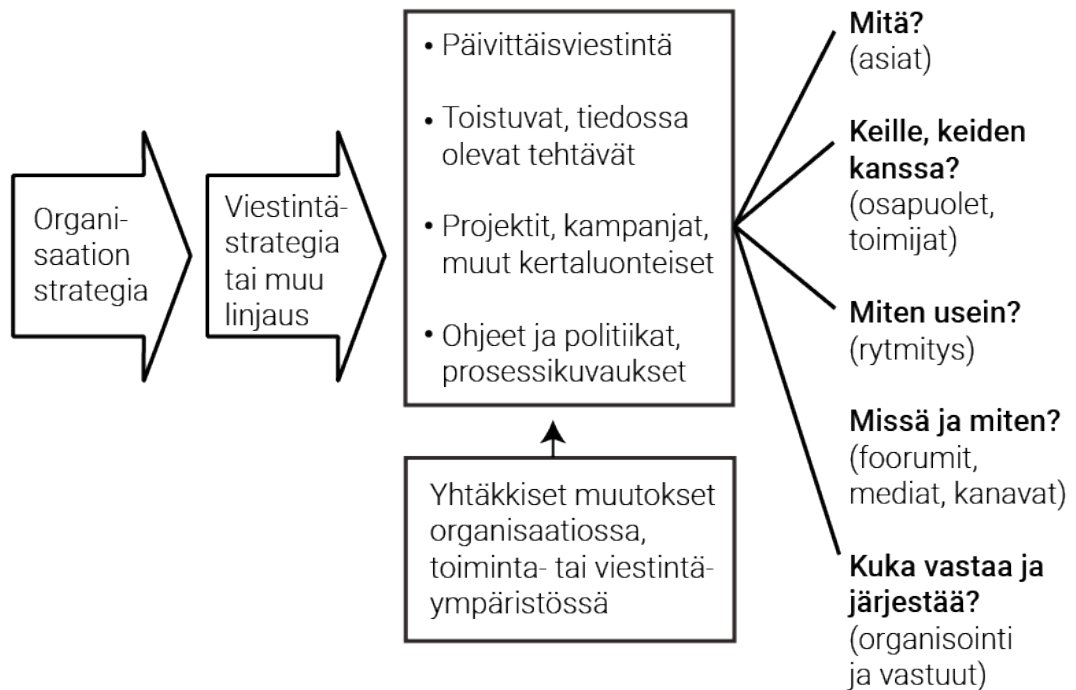 Organi-
saation
strategia
Viestintä-
strategia
tai muu
linjaus
• Päivittäisviestintä
• Toistuvat, tiedossa
olevat tehtävät
• Projektit, kampanjat,
muut kertaluonteiset
• Ohjeet ja politiikat,
prosessikuvaukset
Yhtäkkiset muutokset
organisaatiossa,
toiminta- tai viestintä-
ympäristössä
Mitä?
(asiat)
Keille, keiden
kanssa?
(osapuolet,
toimijat)
Miten usein?
(rytmitys)
Missä ja miten?
(foorumit,
mediat, kanavat)
Kuka vastaa ja
järjestää?
(organisointi
ja vastuut)